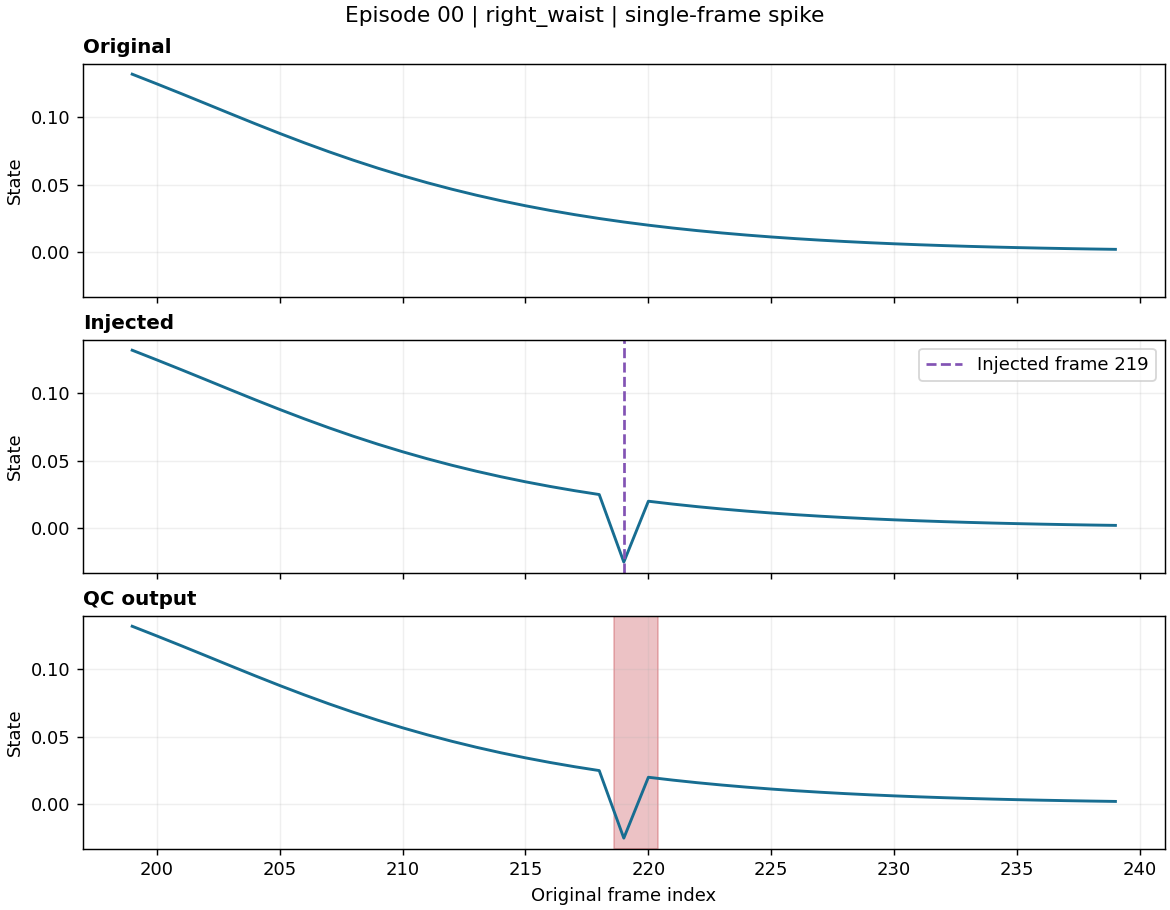 Episode 00 | right_waist | single-frame spike
Original
State
0.10
0.05
0.00
Injected
State
0.10
0.05
0.00
Injected frame 219
QC output
State
0.10
0.05
0.00
200 205 210 215 220 225 230 235 240
Original frame index